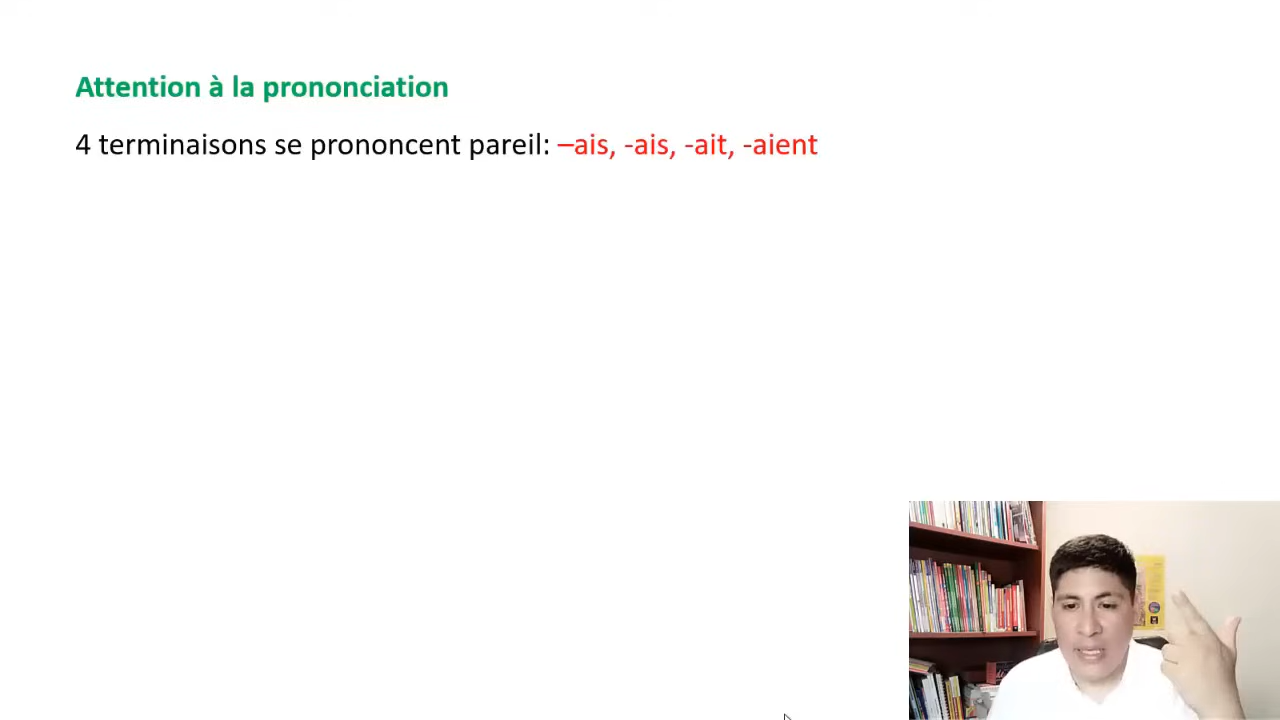 Attention à la prononciation
4 terminaisons se prononcent pareil: –ais, -ais, -ait, -aient